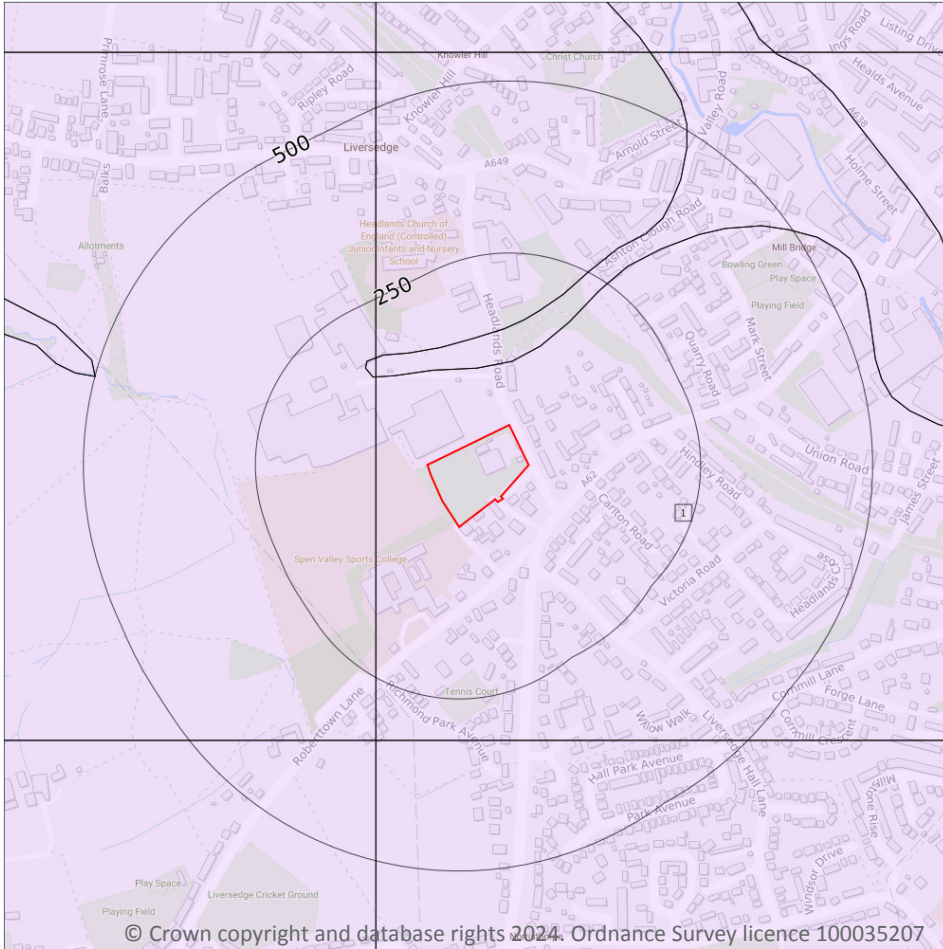 Primrose Lane
Knowler Hill
Christ Church
Ings Road
Listing Drive
Ripley Road
Knowler Hill
Healds Avenue
Valley Road
A638
500
Liversedge
A649
Arnold Street
Balks
Holme Street
Headlands Church of
England (Controlled)
Junior Infants and Nursery
School
Allotments
Ashton Clough Road
Mill Bridge
Bowling Green
Play Space
250
Playing Field
Headlands Road
Quarry Road
Mark Street
Union Road
A62
Hindley Road
James Street
Carlton Road
1
Spen Valley Sports College
Victoria Road
Headlands Close
Cornmill Lane
Tennis Court
Forge Lane
Richmond Park Avenue
Willow Walk
Cornmill Crescent
Roberttown Lane
Liversedge Hall Lane
Hall Park Avenue
Park Avenue
Windsor Drive
Play Space
Liversedge Cricket Ground
Playing Field
© Crown copyright and database rights 2024. Ordnance Survey licence 100035207